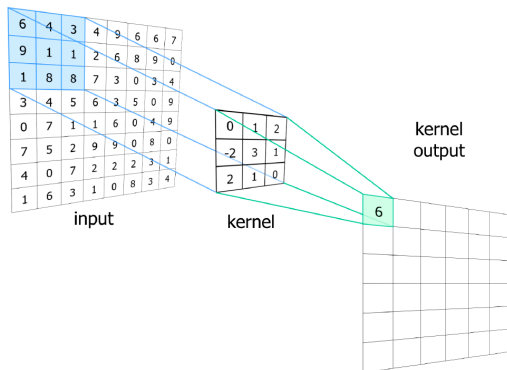 6 4 3 4 9 6 6 7
9 1 1 2 6 8 9 0
1 8 8 7 3 0 3 4
3 4 5 6 3 5 0 9
0 7 1 1 6 0 4 9
7 5 2 9 9 0 8 0
4 0 7 2 2 2 3 1
1 6 3 1 0 8 3 4
input
0 1 2
-2 3 1
2 1 0
kernel
kernel
output
6